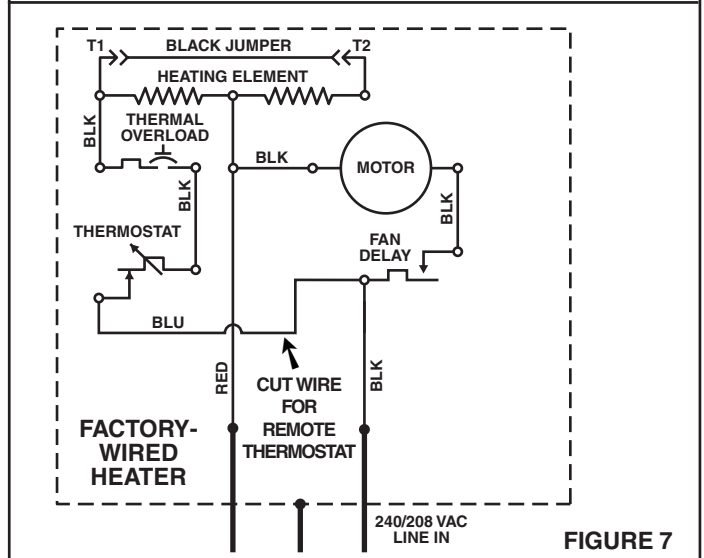 T1
BLACK JUMPER
T2
HEATING ELEMENT
BLK
THERMAL
OVERLOAD
BLK
MOTOR
BLK
BLK
THERMOSTAT
FAN
DELAY
BLU
RED
CUT WIRE
FOR
REMOTE
THERMOSTAT
BLK
FACTORY-
WIRED
HEATER
240/208 VAC
LINE IN
FIGURE 7